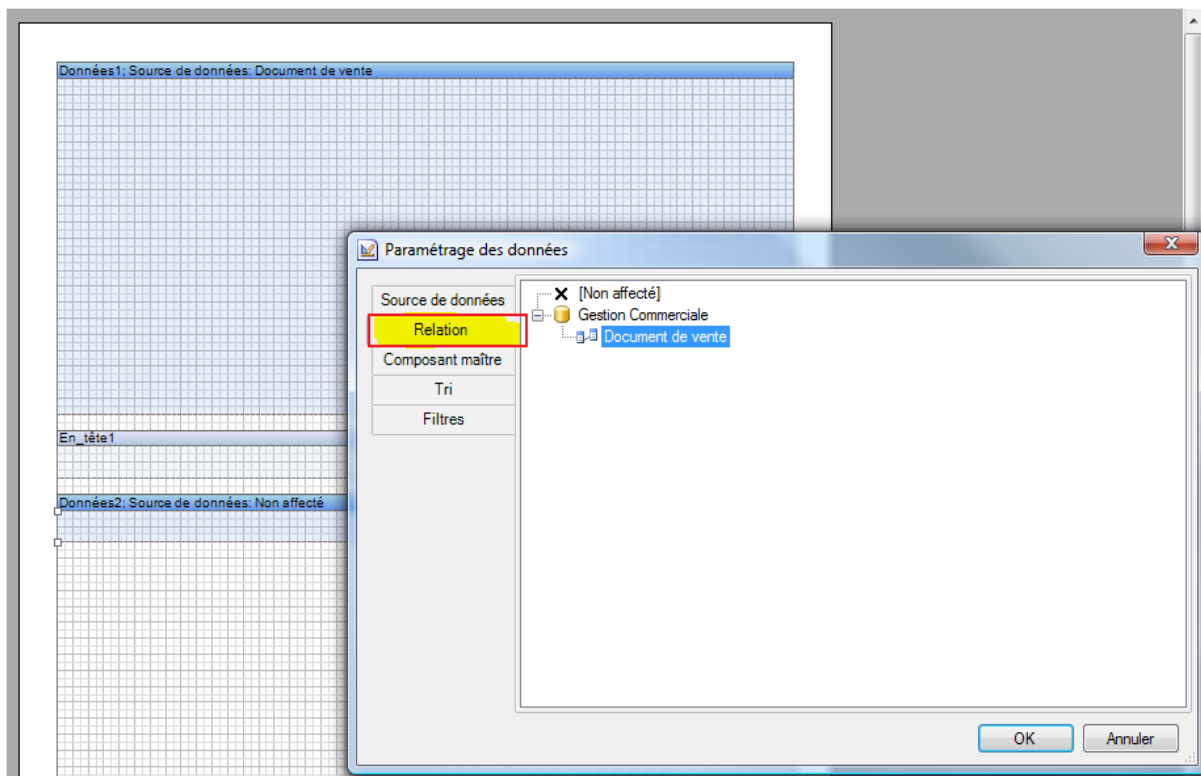 Données1; Source de données: Document de vente
Paramétrage des données
Source de données
Relation
Composant maître
Tri
Filtres
[Non affecté]
Gestion Commerciale
Document de vente
En_tête1
Données2; Source de données: Non affecté
OK
Annuler